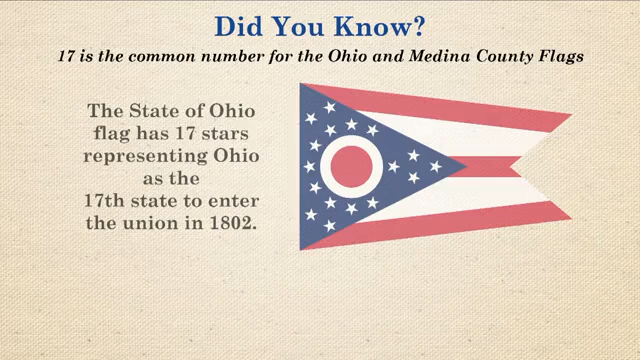 Did You Know?
17 is the common number for the Ohio and Medina County Flags
The State of Ohio
flag has 17 stars
representing Ohio
as the
17th state to enter
the union in 1802.